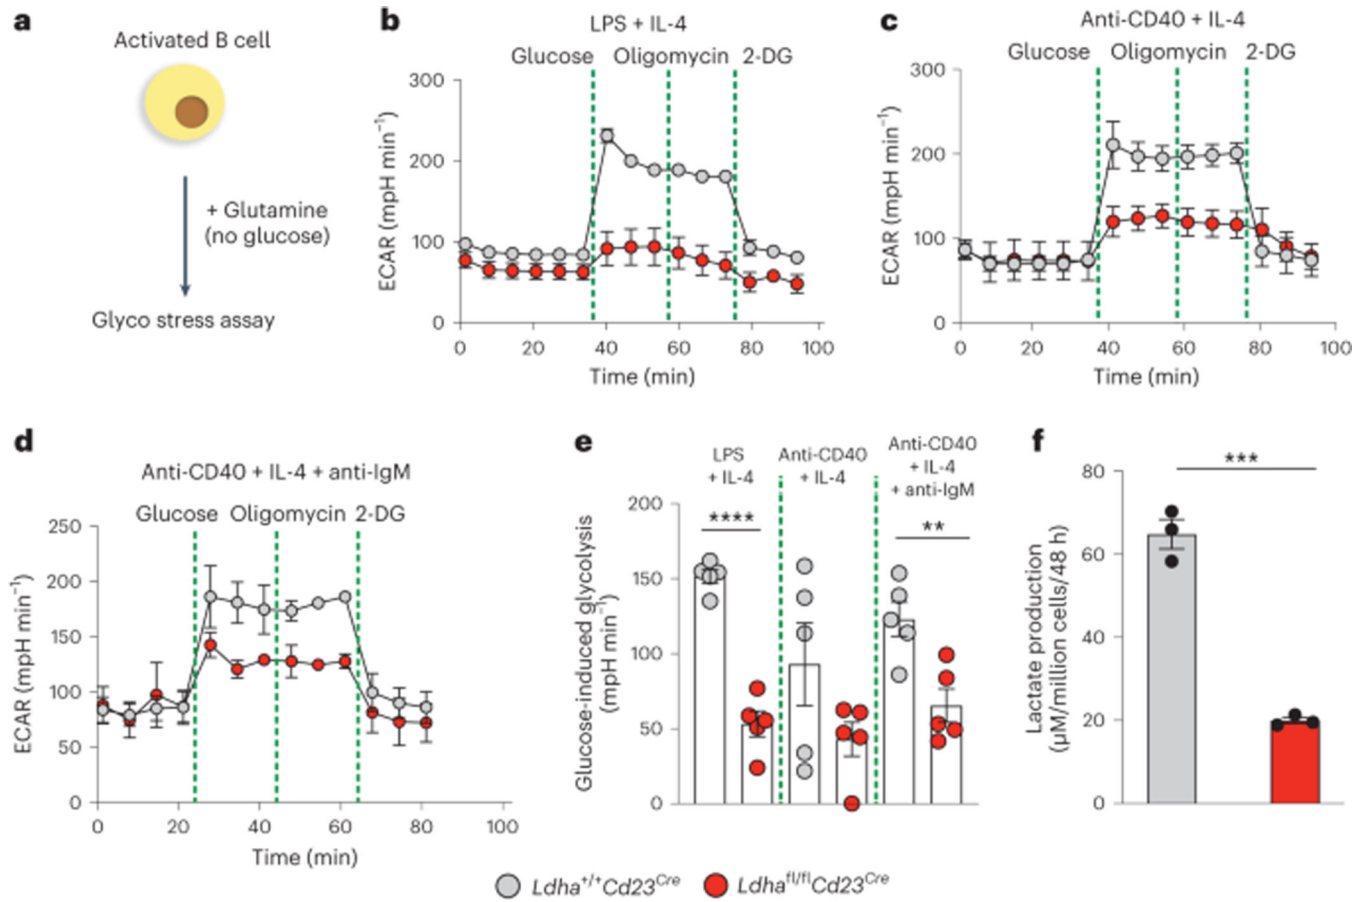 a
Activated B cell
+ Glutamine
(no glucose)
Glyco stress assay
b
LPS + IL-4
Glucose Oligomycin 2-DG
ECAR (mpH min⁻¹)
300
200
100
0
0 20 40 60 80 100
Time (min)
c
Anti-CD40 + IL-4
Glucose Oligomycin 2-DG
ECAR (mpH min⁻¹)
300
200
100
0
0 20 40 60 80 100
Time (min)
d
Anti-CD40 + IL-4 + anti-IgM
Glucose Oligomycin 2-DG
ECAR (mpH min⁻¹)
250
200
150
100
50
0
0 20 40 60 80 100
Time (min)
e
LPS
+ IL-4
Anti-CD40
+ IL-4
Anti-CD40
+ IL-4
+ anti-IgM
**** **
Glucose-induced glycolysis
(mpH min⁻¹)
200
150
100
50
0
f
***
Lactate production
(µM/million cells/48 h)
80
60
40
20
0
Ldha⁺/⁺Cd23ᶜʳᵉ Ldhaᶠˡ/ᶠˡCd23ᶜʳᵉ